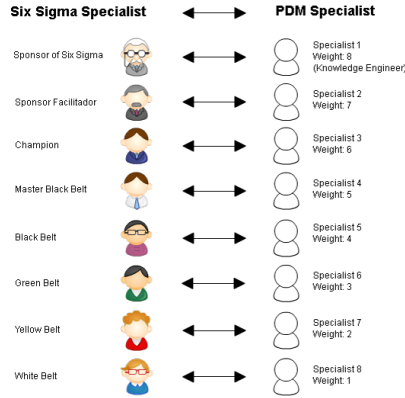 Six Sigma Specialist
PDM Specialist
Sponsor of Six Sigma
Specialist 1
Weight: 8
(Knowledge Engineer)
Sponsor Facilitador
Specialist 2
Weight: 7
Champion
Specialist 3
Weight: 6
Master Black Belt
Specialist 4
Weight: 5
Black Belt
Specialist 5
Weight: 4
Green Belt
Specialist 6
Weight: 3
Yellow Belt
Specialist 7
Weight: 2
White Belt
Specialist 8
Weight: 1